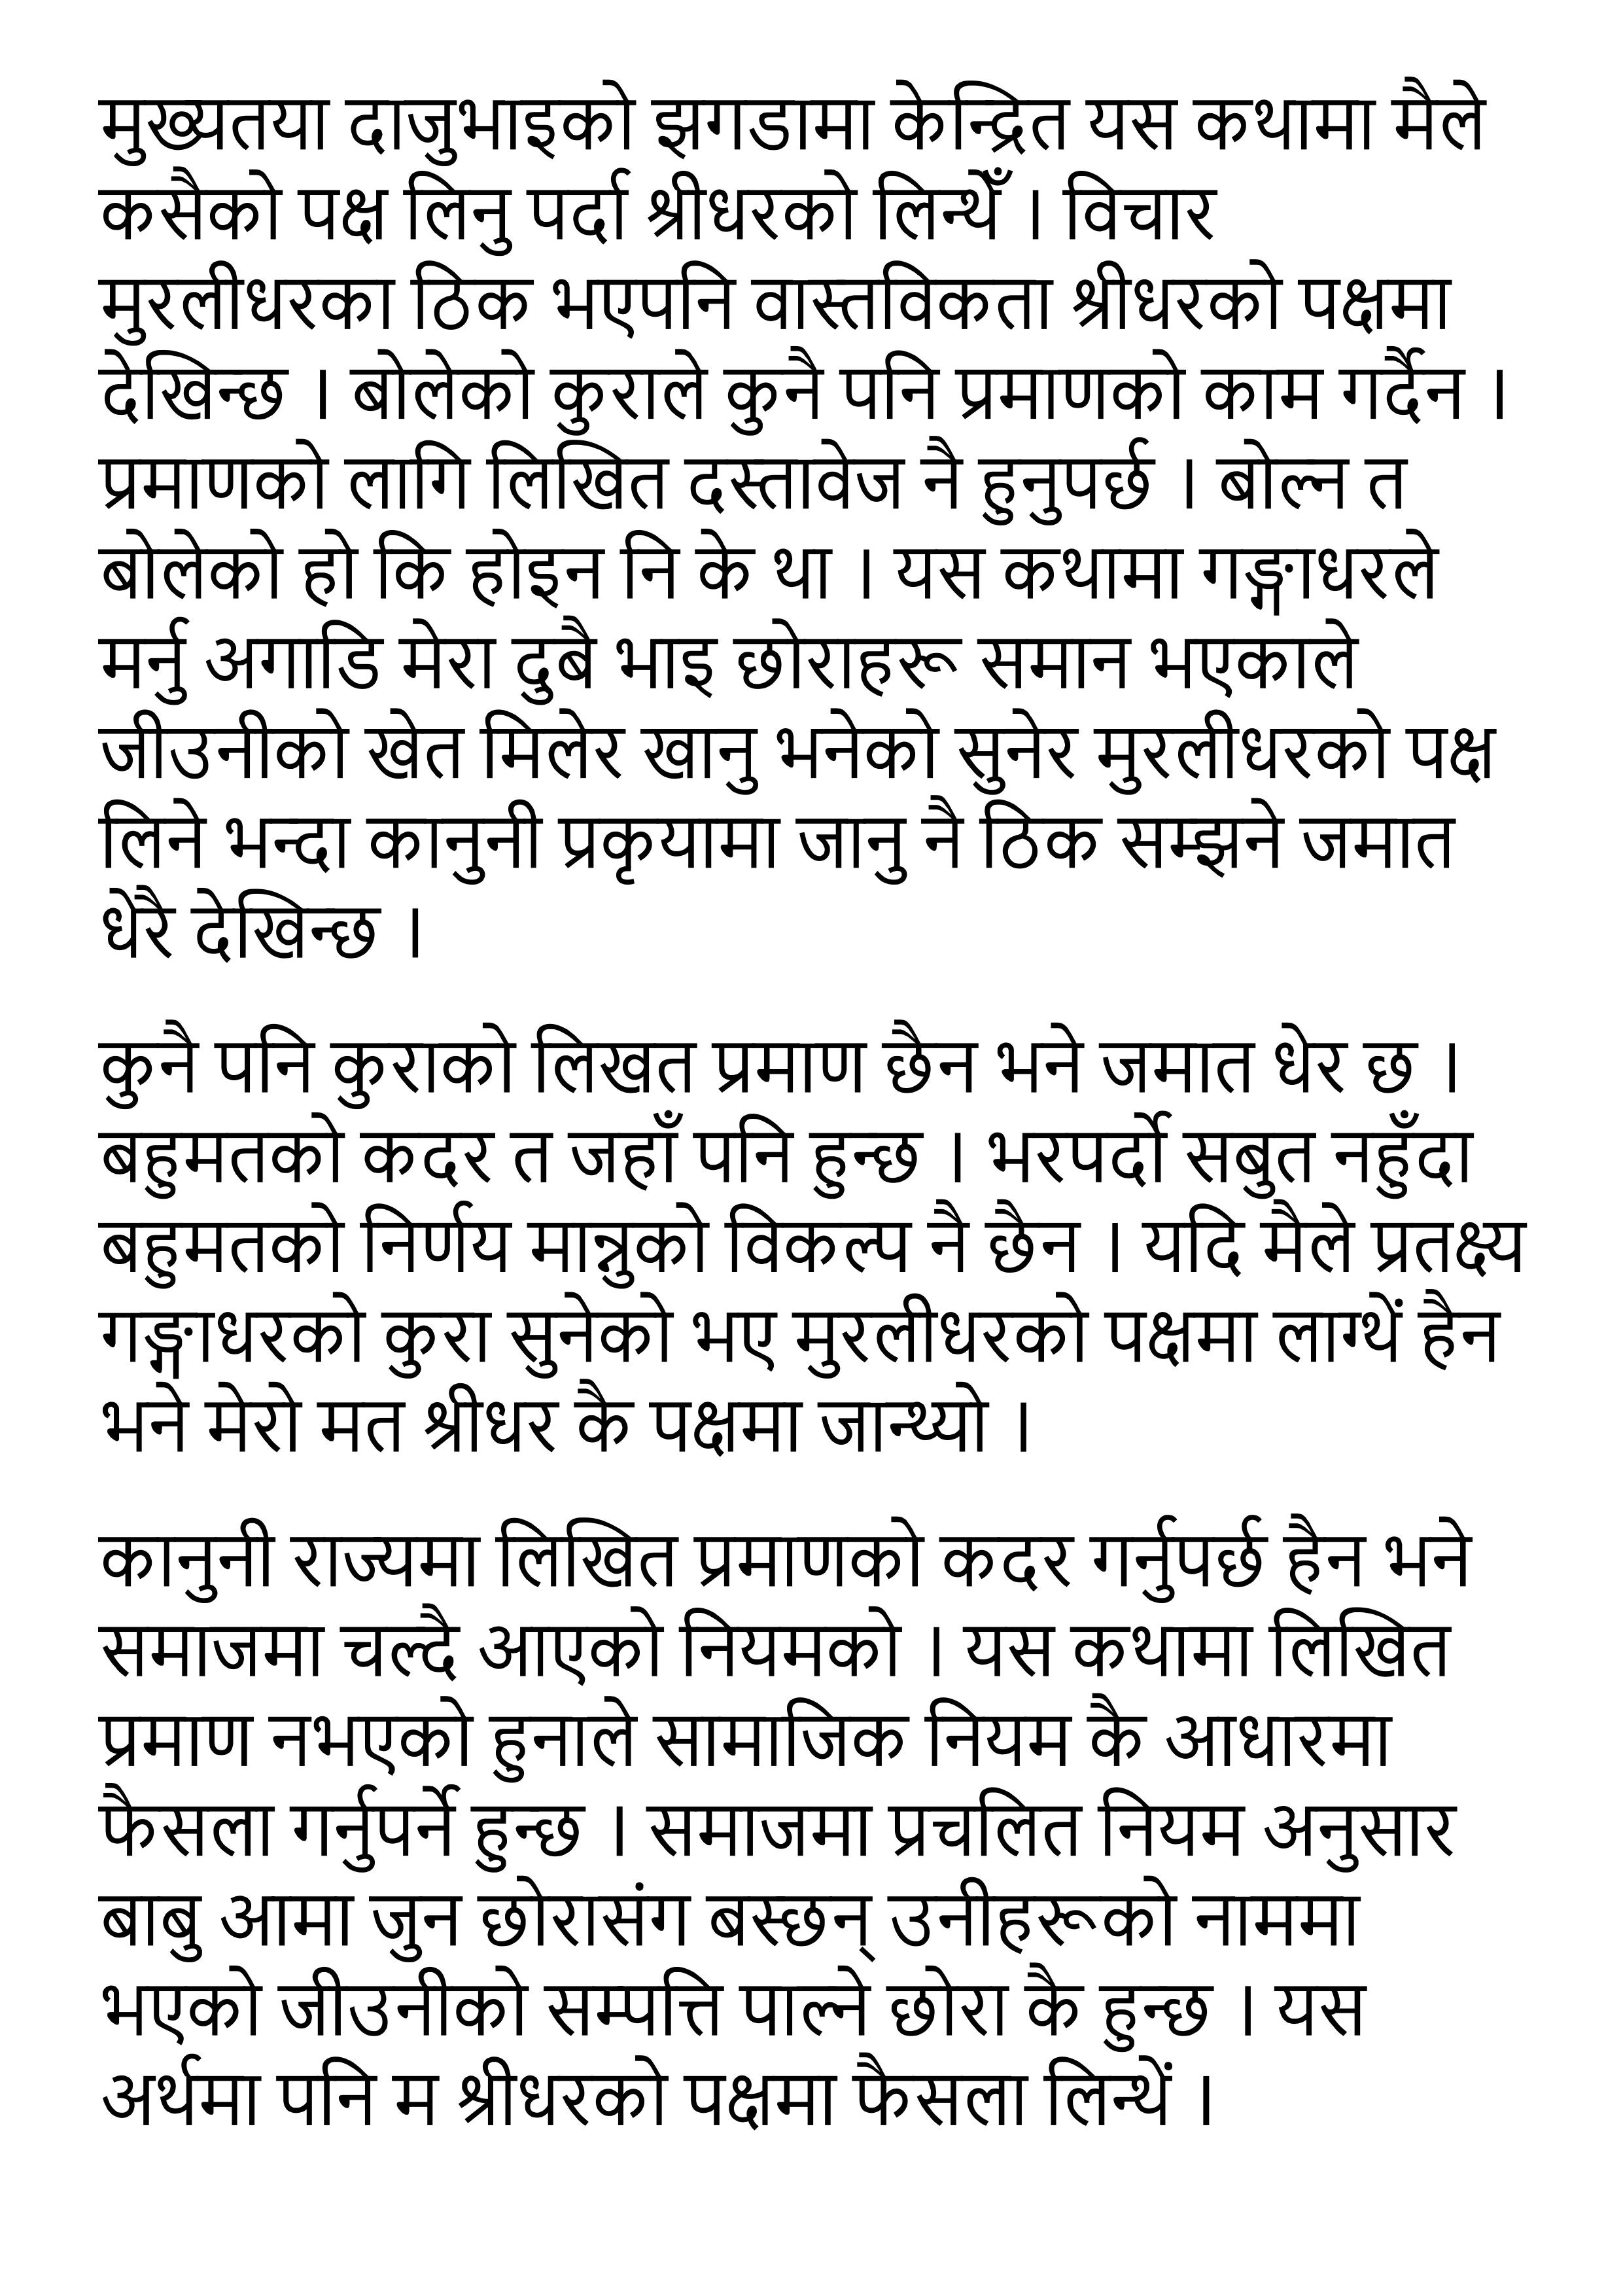 मुख्यतया दाजुभाइको झगडामा केन्द्रित यस कथामा मैले
कसैको पक्ष लिनु पर्दा श्रीधरको लिन्थेँ । विचार
मुरलीधरका ठिक भएपनि वास्तविकता श्रीधरको पक्षमा
देखिन्छ । बोलेको कुराले कुनै पनि प्रमाणको काम गर्दैन ।
प्रमाणको लागि लिखित दस्तावेज नै हुनुपर्छ । बोल्न त
बोलेको हो कि होइन नि के था । यस कथामा गङ्गाधरले
मर्नु अगाडि मेरा दुबै भाइ छोराहरू समान भएकाले
जीउनीको खेत मिलेर खानु भनेको सुनेर मुरलीधरको पक्ष
लिने भन्दा कानुनी प्रकृयामा जानु नै ठिक सम्झने जमात
धेरै देखिन्छ ।
कुनै पनि कुराको लिखत प्रमाण छैन भने जमात धेर छ ।
बहुमतको कदर त जहाँ पनि हुन्छ । भरपर्दो सबुत नहुँदा
बहुमतको निर्णय मान्नुको विकल्प नै छैन । यदि मैले प्रतक्ष्य
गङ्गाधरको कुरा सुनेको भए मुरलीधरको पक्षमा लाग्थें हैन
भने मेरो मत श्रीधर कै पक्षमा जान्थ्यो ।
कानुनी राज्यमा लिखित प्रमाणको कदर गर्नुपर्छ हैन भने
समाजमा चल्दै आएको नियमको । यस कथामा लिखित
प्रमाण नभएको हुनाले सामाजिक नियम कै आधारमा
फैसला गर्नुपर्ने हुन्छ । समाजमा प्रचलित नियम अनुसार
बाबु आमा जुन छोरासंग बस्छन् उनीहरूको नाममा
भएको जीउनीको सम्पत्ति पाल्ने छोरा कै हुन्छ । यस
अर्थमा पनि म श्रीधरको पक्षमा फैसला लिन्थें ।